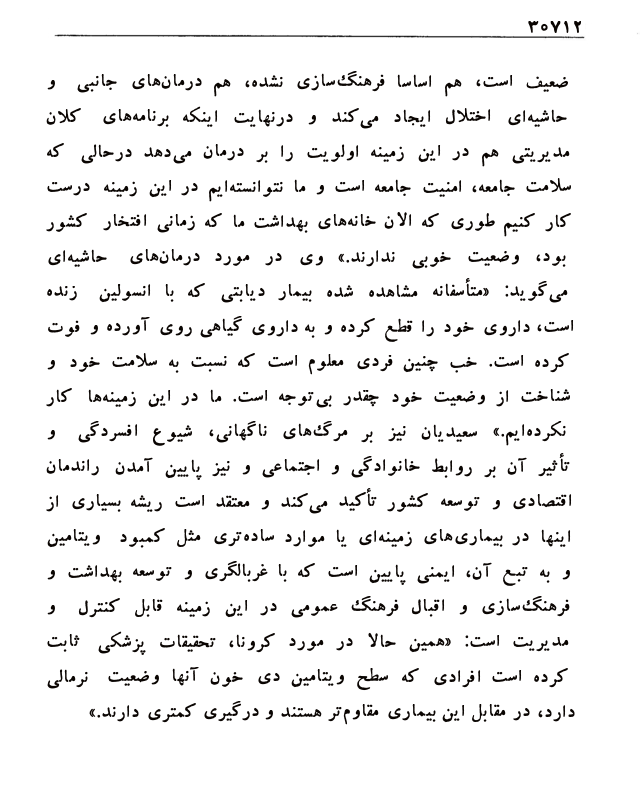 ۳۰۷۱۲
ضعیف است، هم اساسا فرهنگ‌سازی نشده، هم درمان‌های جانبی و
حاشیه‌ای اختلال ایجاد می‌کند و درنهایت اینکه برنامه‌های کلان
مدیریتی هم در این زمینه اولویت را بر درمان می‌دهد درحالی که
سلامت جامعه، امنیت جامعه است و ما نتوانسته‌ایم در این زمینه درست
کار کنیم طوری که الان خانه‌های بهداشت ما که زمانی افتخار کشور
بود، وضعیت خوبی ندارند.» وی در مورد درمان‌های حاشیه‌ای
می‌گوید: «متأسفانه مشاهده شده بیمار دیابتی که با انسولین زنده
است، داروی خود را قطع کرده و به داروی گیاهی روی آورده و فوت
کرده است. خب چنین فردی معلوم است که نسبت به سلامت خود و
شناخت از وضعیت خود چقدر بی‌توجه است. ما در این زمینه‌ها کار
نکرده‌ایم.» سعیدیان نیز بر مرگ‌های ناگهانی، شیوع افسردگی و
تأثیر آن بر روابط خانوادگی و اجتماعی و نیز پایین آمدن راندمان
اقتصادی و توسعه کشور تأکید می‌کند و معتقد است ریشه بسیاری از
اینها در بیماری‌های زمینه‌ای یا موارد ساده‌تری مثل کمبود ویتامین
و به تبع آن، ایمنی پایین است که با غربالگری و توسعه بهداشت و
فرهنگ‌سازی و اقبال فرهنگ عمومی در این زمینه قابل کنترل و
مدیریت است: «همین حالا در مورد کرونا، تحقیقات پزشکی ثابت
کرده است افرادی که سطح ویتامین دی خون آنها وضعیت نرمالی
دارد، در مقابل این بیماری مقاوم‌تر هستند و درگیری کمتری دارند.»